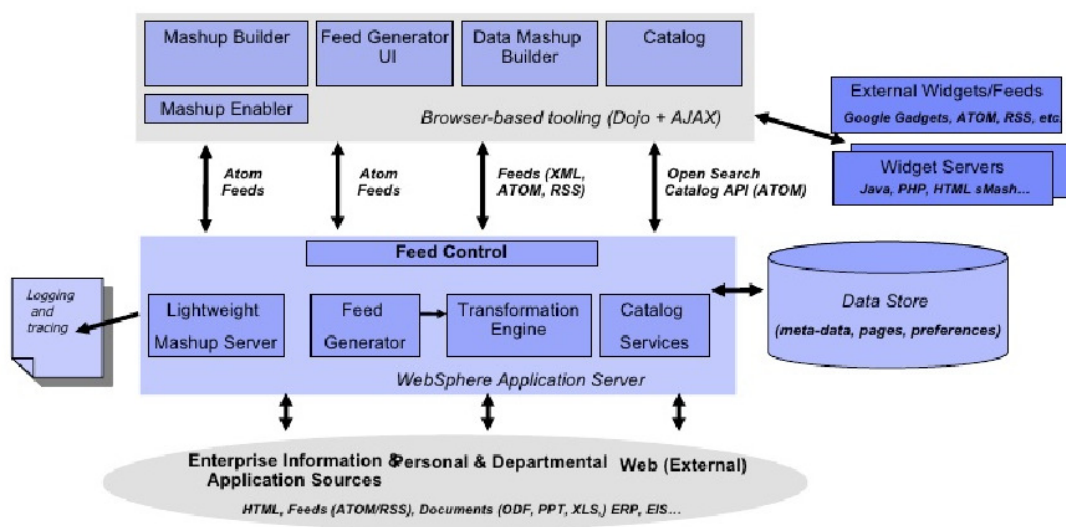 Mashup Builder
Feed Generator
UI
Data Mashup
Builder
Catalog
Mashup Enabler
Browser-based tooling (Dojo + AJAX)
External Widgets/Feeds
Google Gadgets, ATOM, RSS, etc.
Widget Servers
Java, PHP, HTML sMash...
Atom
Feeds
Atom
Feeds
Feeds (XML,
ATOM, RSS)
Open Search
Catalog API (ATOM)
Feed Control
Logging
and
tracing
Lightweight
Mashup Server
Feed
Generator
Transformation
Engine
Catalog
Services
WebSphere Application Server
Data Store
(meta-data, pages, preferences)
Enterprise Information &
Application Sources
Personal & Departmental
Web (External)
HTML, Feeds (ATOM/RSS), Documents (ODF, PPT, XLS,) ERP, EIS...